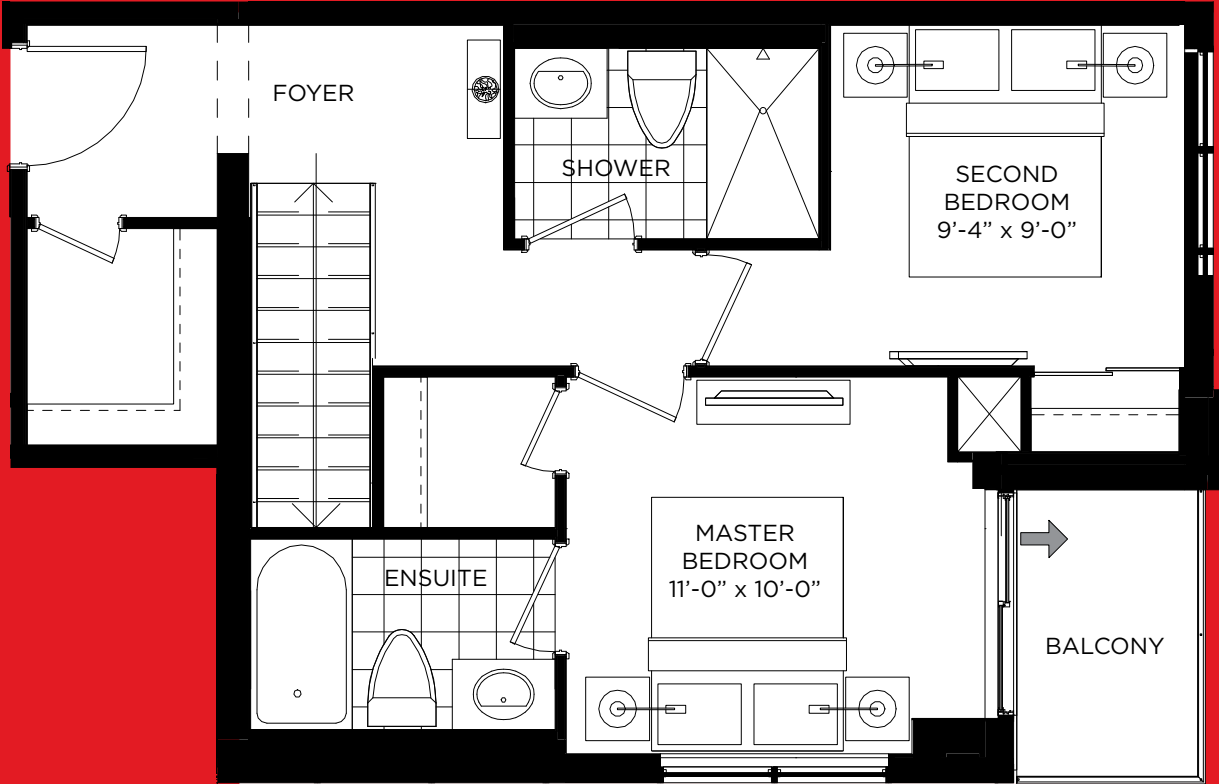 FOYER
SHOWER
SECOND
BEDROOM
9’-4” x 9’-0”
MASTER
BEDROOM
11’-0” x 10’-0”
ENSUITE
BALCONY